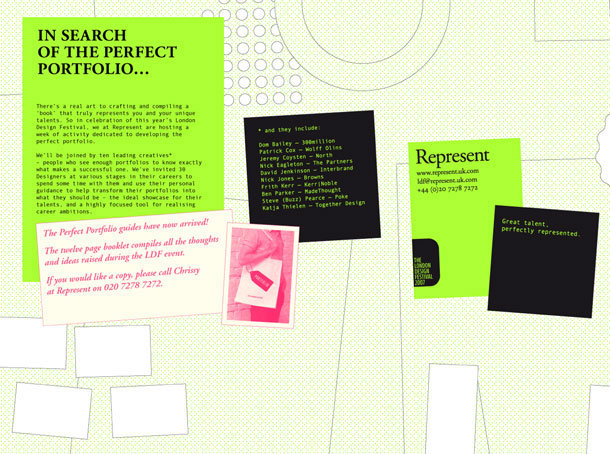 IN SEARCH
OF THE PERFECT
PORTFOLIO...
There's a real art to crafting and compiling a
'book' that truly represents you and your unique
talents. So in celebration of this year's London
Design Festival, we at Represent are hosting a
week of activity dedicated to developing the
perfect portfolio.
We'll be joined by ten leading creatives*
- people who see enough portfolios to know exactly
what makes a successful one. We've invited 30
Designers at various stages in their careers to
spend some time with them and use their personal
guidance to help transform their portfolios into
what they should be – the ideal showcase for their
talents, and a highly focused tool for realising
career ambitions.
The Perfect Portfolio guides have now arrived!
The twelve page booklet compiles all the thoughts
and ideas raised during the LDF event.
If you would like a copy, please call Chrissy
at Represent on 020 7278 7272.
* and they include:
Dom Bailey – 300million
Patrick Cox – Wolff Olins
Jeremy Coysten – North
Nick Eagleton – The Partners
David Jenkinson – Interbrand
Nick Jones – Browns
Frith Kerr – Kerr|Noble
Ben Parker – MadeThought
Steve (Buzz) Pearce – Poke
Katja Thielen – Together Design
Represent
www.represent.uk.com
ldf@represent.uk.com
+44 (0)20 7278 7272
THE
LONDON
DESIGN
FESTIVAL
2007
Great talent,
perfectly represented.